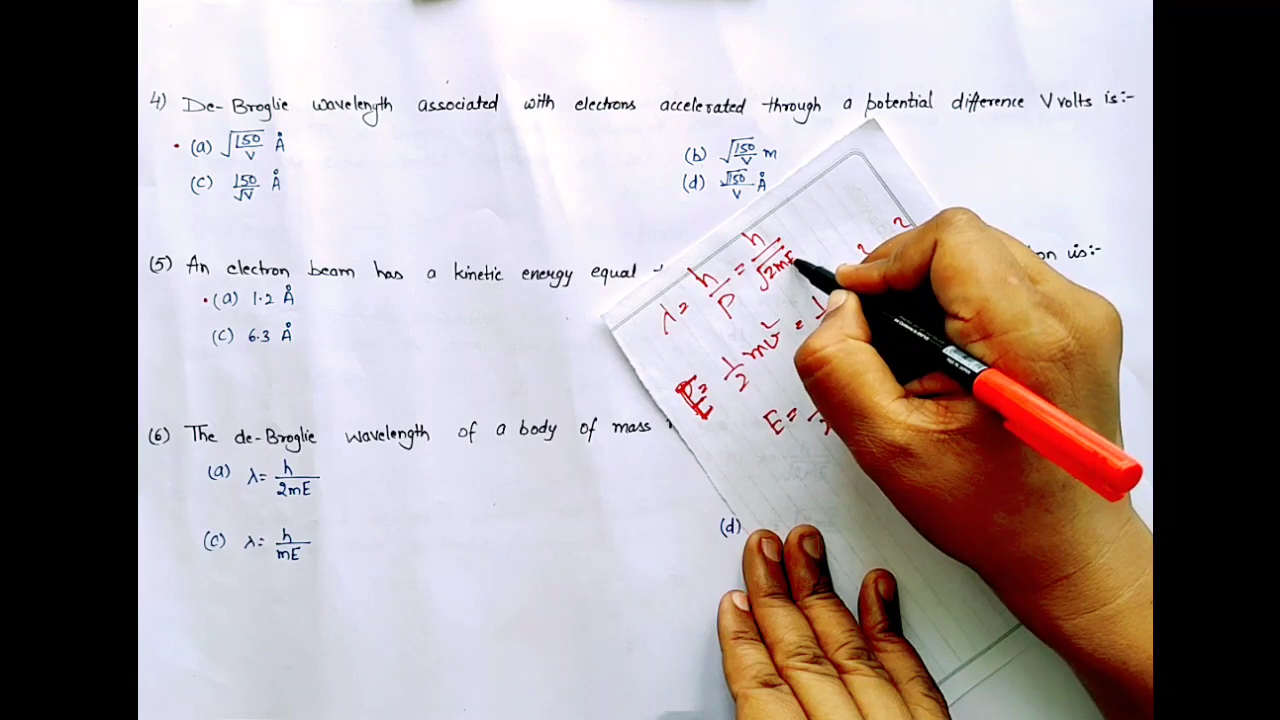 4) De-Broglie wavelength associated with electrons accelerated through a potential difference V volts is:-
(a) √(150/V) Å (b) √(150/V) m
(c) 150/√V Å (d) √150/V Å
(5) An electron beam has a kinetic energy equal is:-
(a) 1.2 Å
(c) 6.3 Å
(6) The de-Broglie wavelength of a body of mass
(a) λ= h/2mE
(c) λ= h/mE
(d)
λ= h/P = h/√2mE
E= 1/2 mv² =
E=